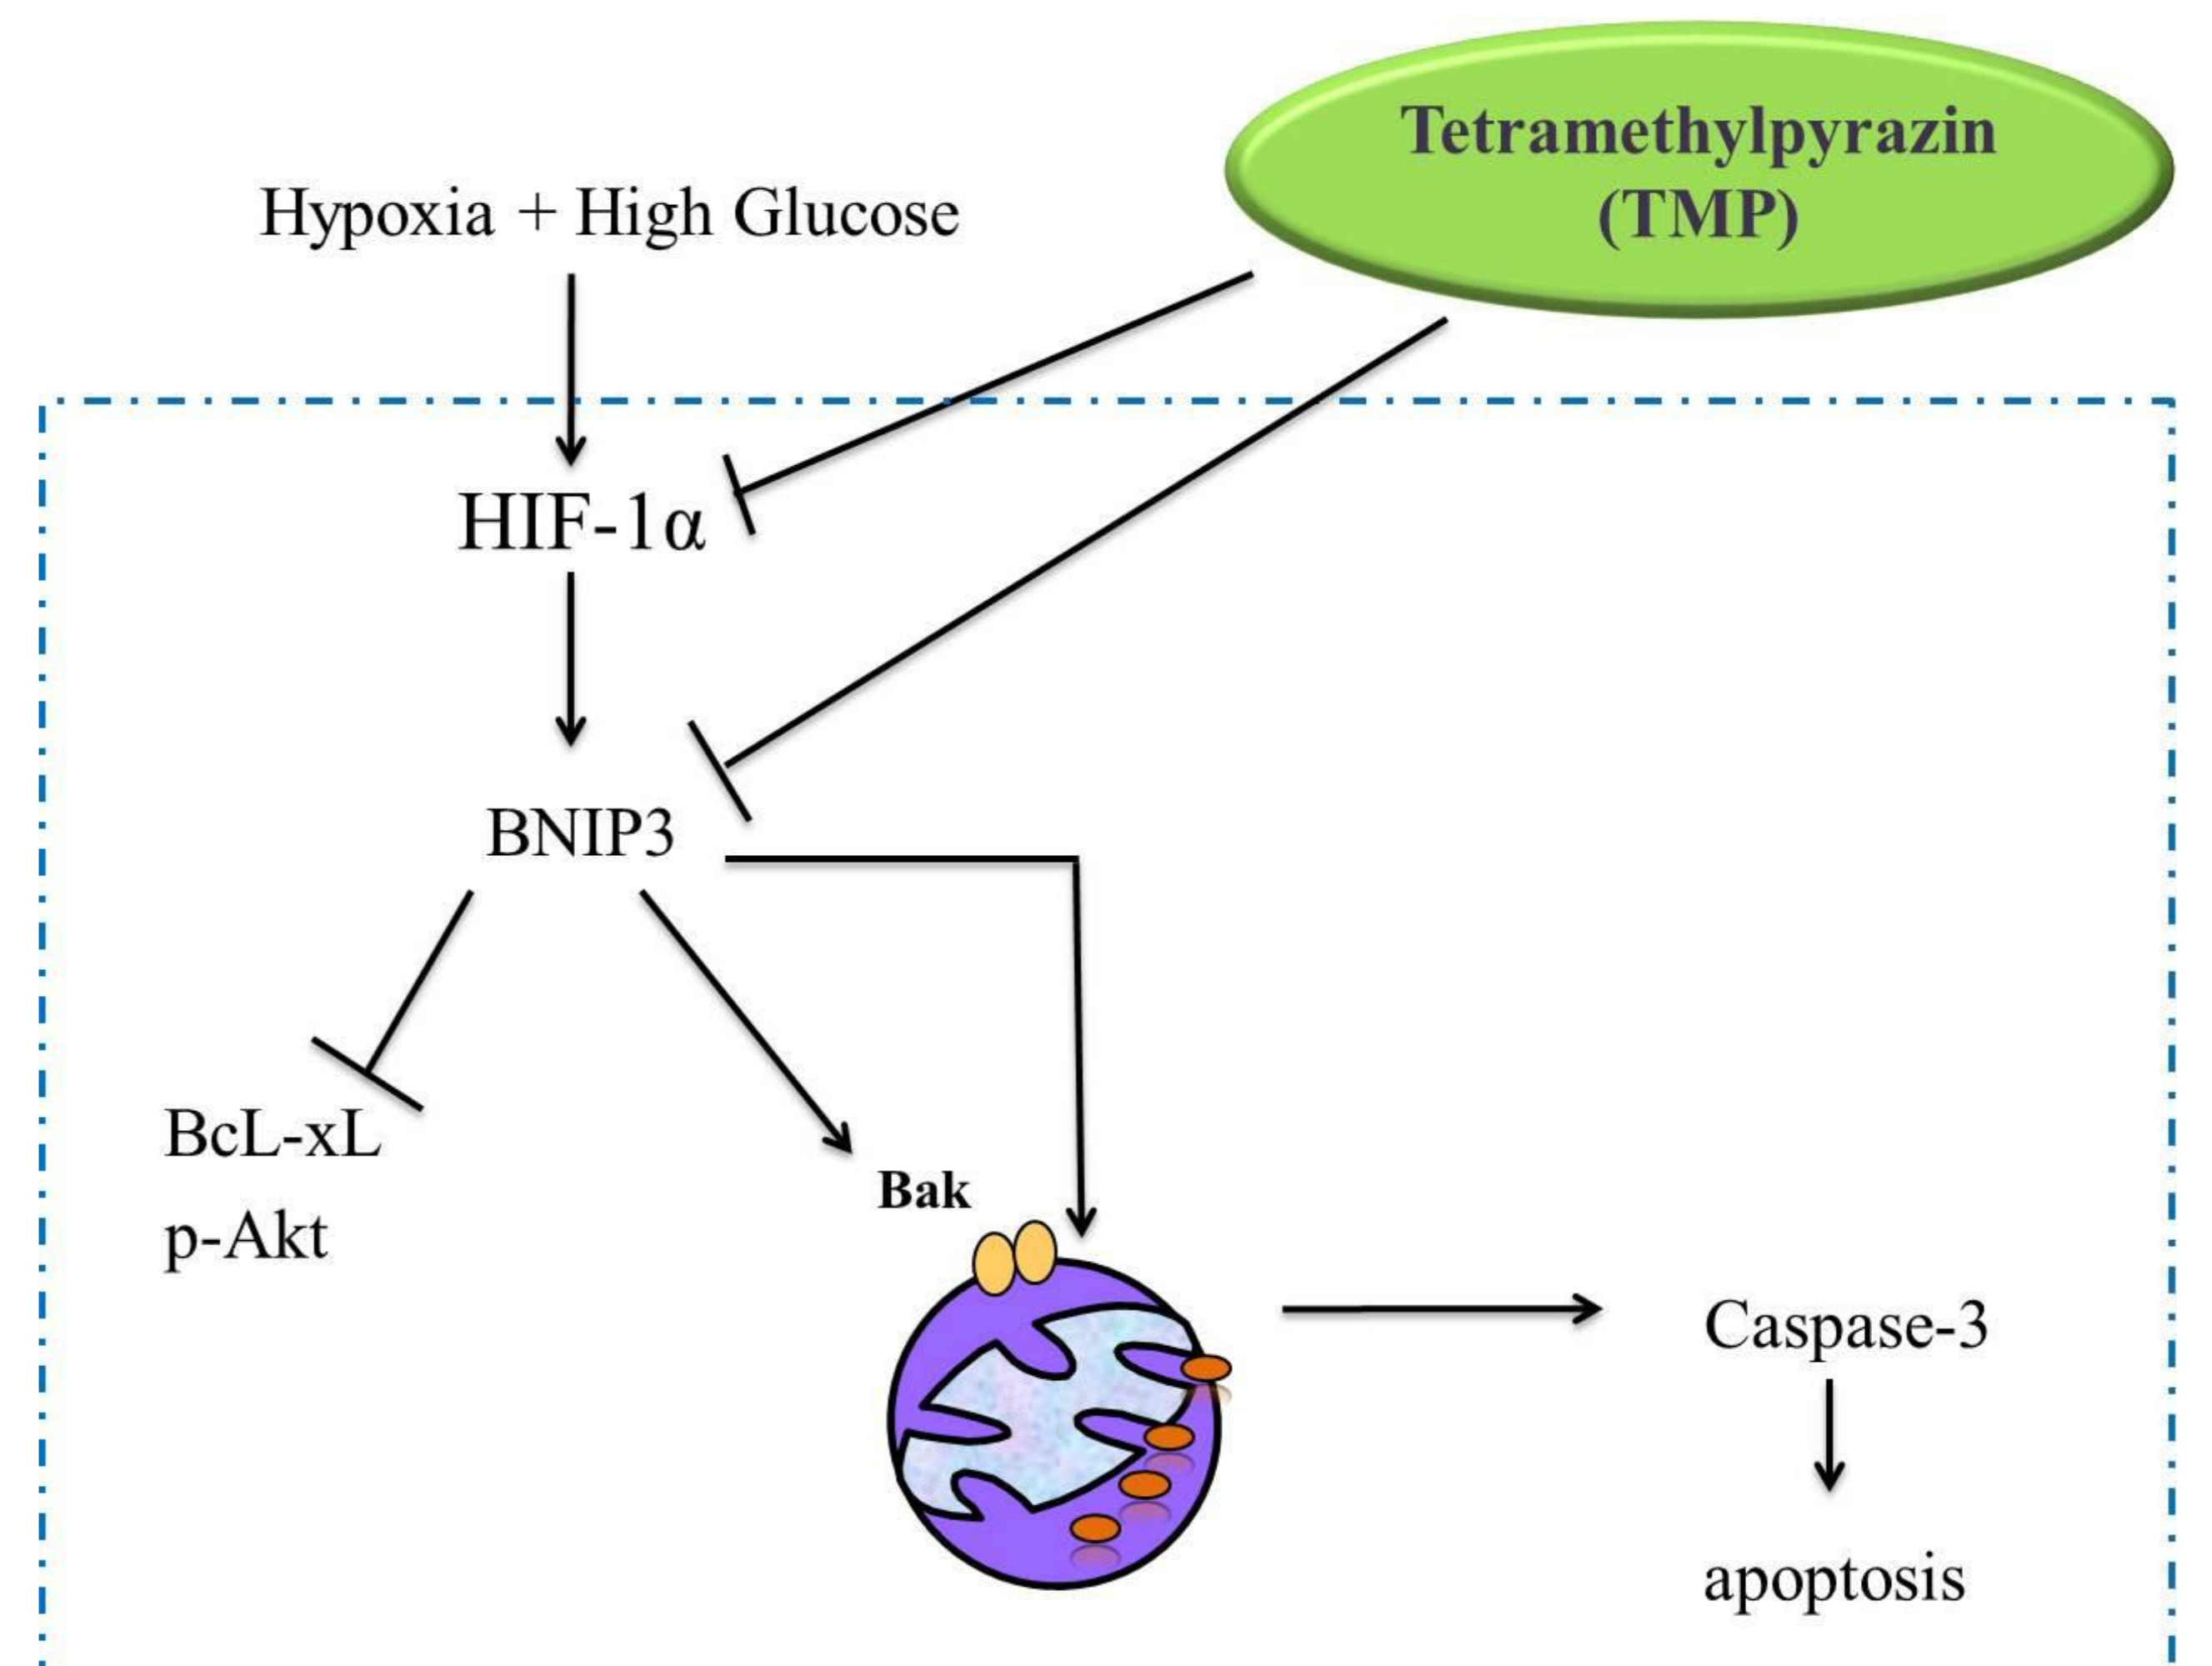 Tetramethylpyrazin
(TMP)
Hypoxia + High Glucose
HIF-1α
BNIP3
BcL-xL
p-Akt
Bak
Caspase-3
apoptosis